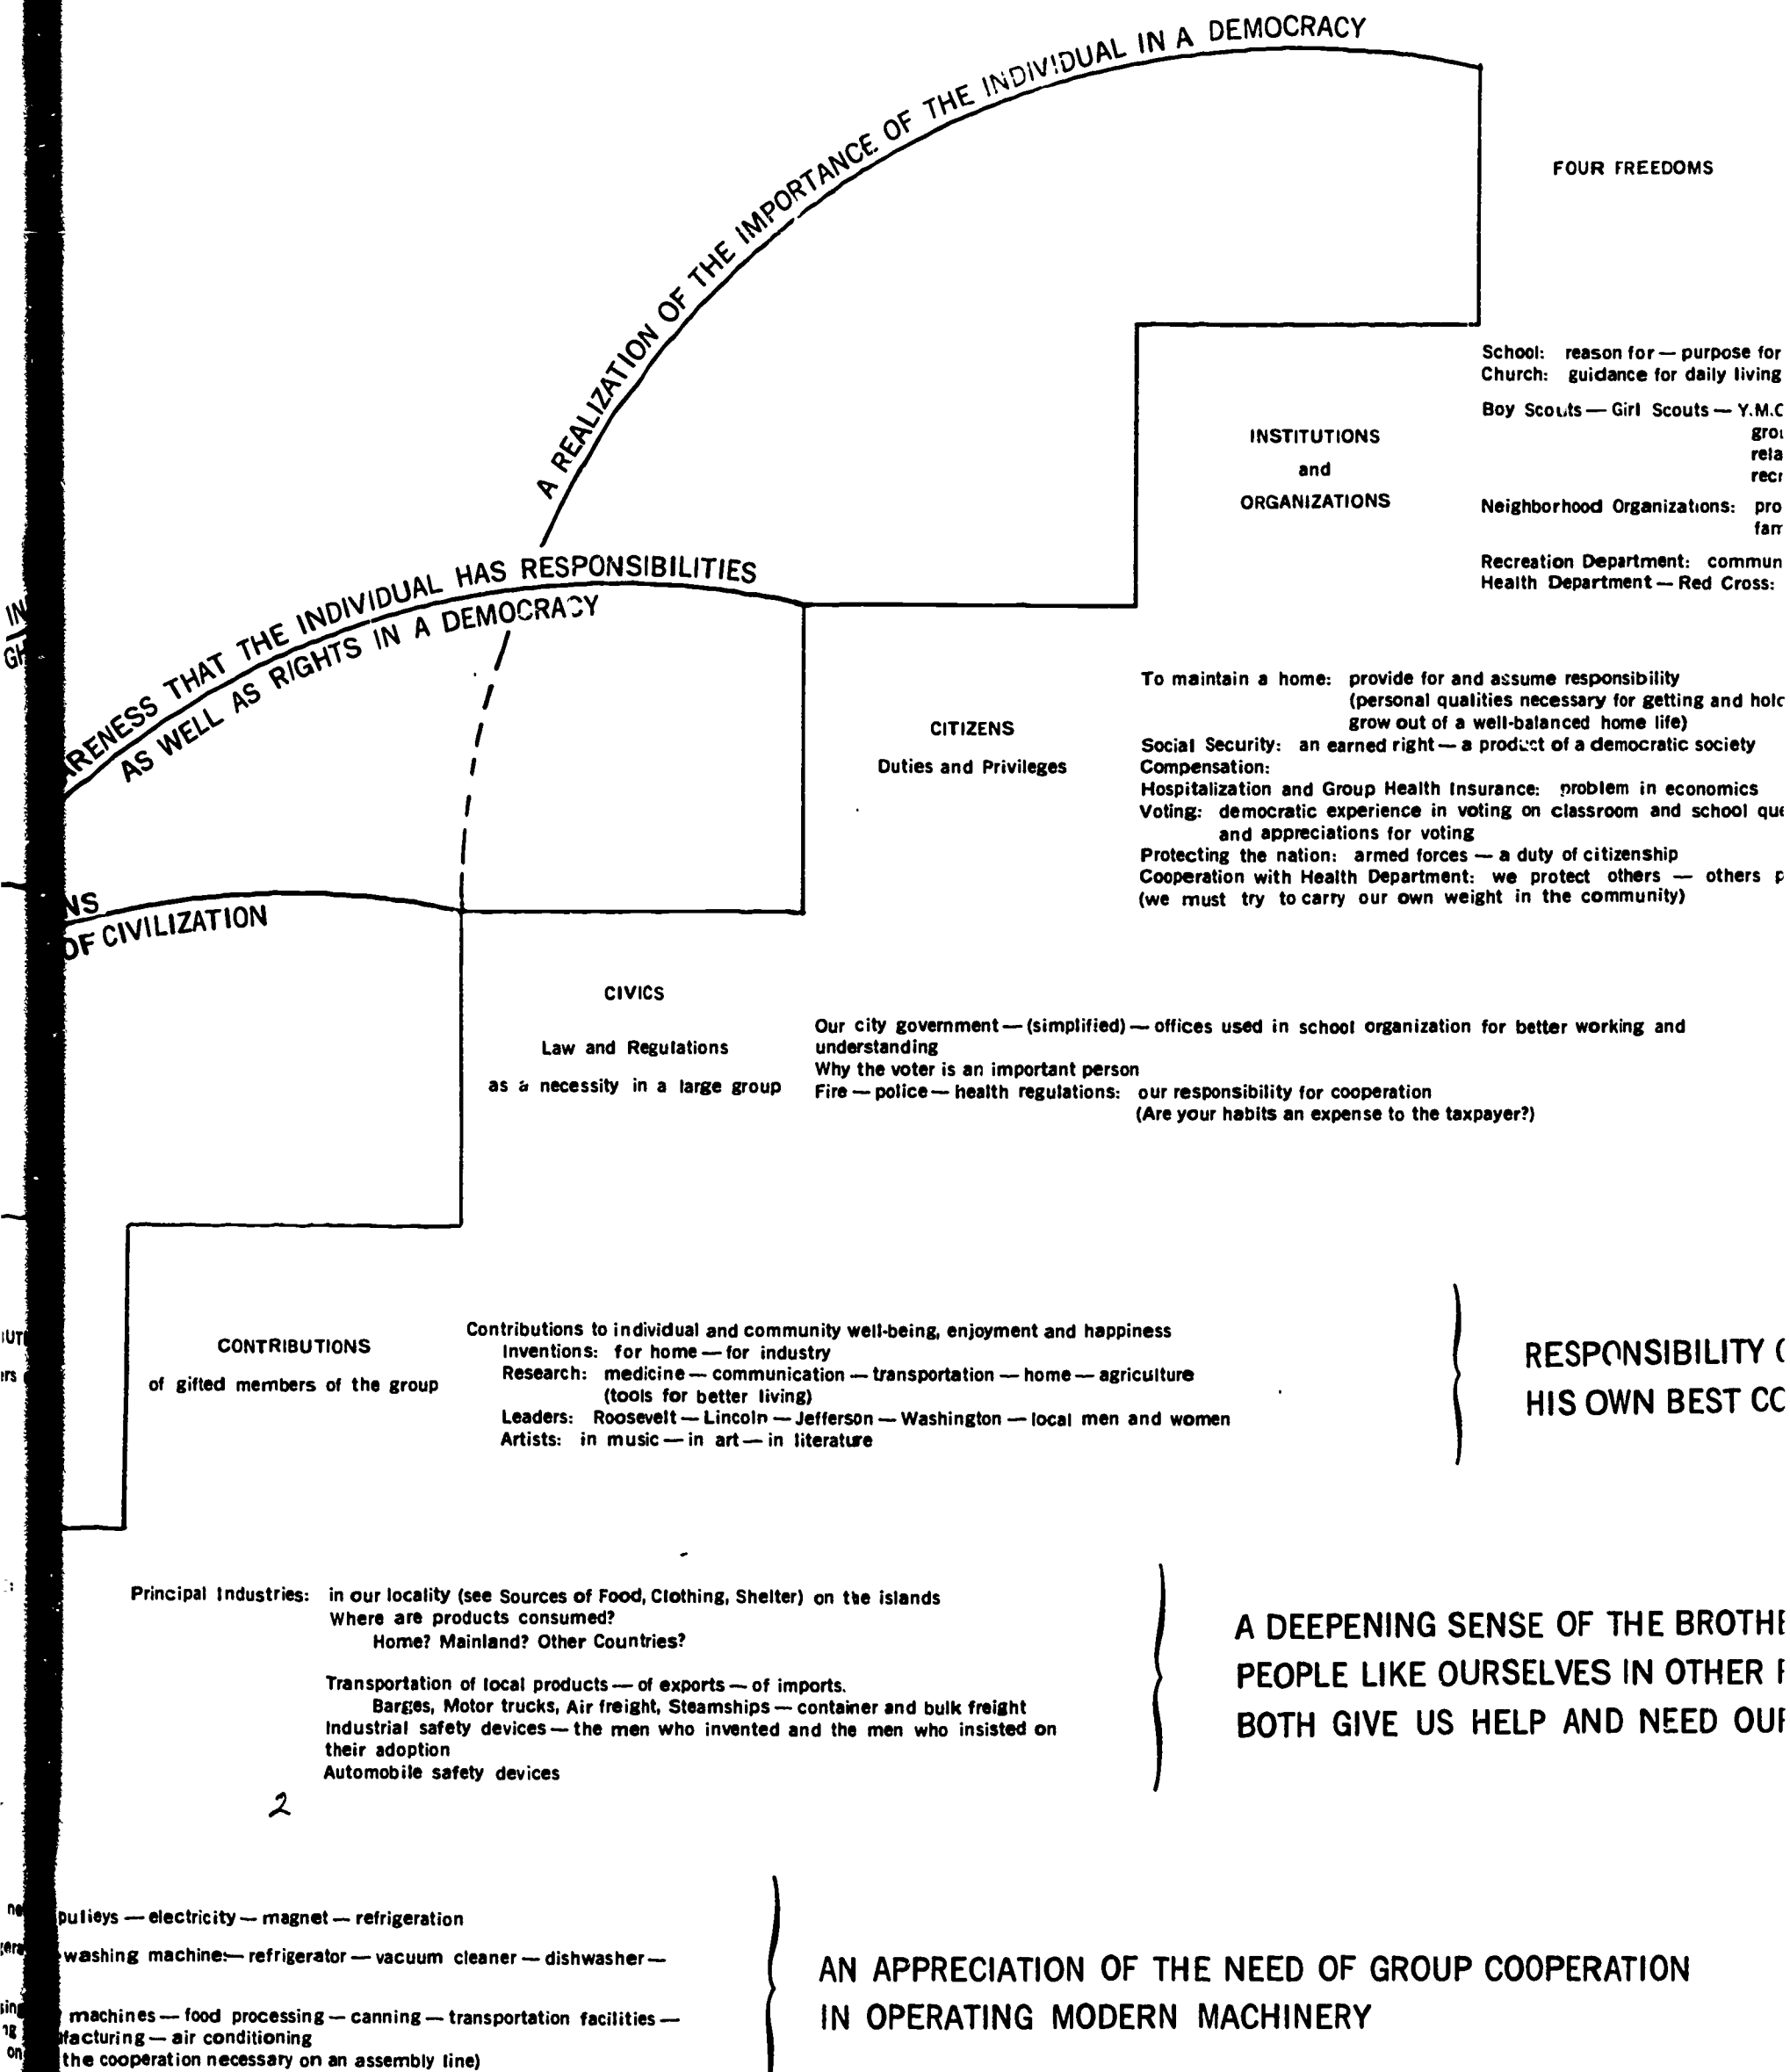 A REALIZATION OF THE IMPORTANCE OF THE INDIVIDUAL IN A DEMOCRACY
FOUR FREEDOMS
School: reason for — purpose for
Church: guidance for daily living
Boy Scouts — Girl Scouts — Y.M.C
INSTITUTIONS
and
ORGANIZATIONS
Neighborhood Organizations:
Recreation Department:
Health Department — Red Cross:
THAT THE INDIVIDUAL HAS RESPONSIBILITIES
AS WELL AS RIGHTS IN A DEMOCRACY
CITIZENS
Duties and Privileges
To maintain a home: provide for and assume responsibility
(personal qualities necessary for getting and
grow out of a well-balanced home life)
Social Security: an earned right — a product of a democratic society
Compensation:
Hospitalization and Group Health Insurance: problem in economics
Voting: democratic experience in voting on classroom and school
and appreciations for voting
Protecting the nation: armed forces — a duty of citizenship
Cooperation with Health Department: we protect others — others
(we must try to carry our own weight in the community)
OF CIVILIZATION
CIVICS
Law and Regulations
as a necessity in a large group
Our city government — (simplified) — offices used in school organization for better working and
understanding
Why the voter is an important person
Fire — police — health regulations: our responsibility for cooperation
(Are your habits an expense to the taxpayer?)
CONTRIBUTIONS
of gifted members of the group
Contributions to individual and community well-being, enjoyment and happiness
Inventions: for home — for industry
Research: medicine — communication — transportation — home — agriculture
(tools for better living)
Leaders: Roosevelt — Lincoln — Jefferson — Washington — local men and women
Artists: in music — in art — in literature
RESPONSIBILITY
HIS OWN BEST
Principal Industries: in our locality (see Sources of Food, Clothing, Shelter) on the islands
Where are products consumed?
Home? Mainland? Other Countries?
Transportation of local products — of exports — of imports.
Barges, Motor trucks, Air freight, Steamships — container and bulk freight
Industrial safety devices — the men who invented and the men who insisted on
their adoption
Automobile safety devices
A DEEPENING SENSE OF THE
PEOPLE LIKE OURSELVES IN OTHER
BOTH GIVE US HELP AND NEED
2
pulleys — electricity — magnet — refrigeration
washing machine — refrigerator — vacuum cleaner — dishwasher —
machines — food processing — canning — transportation facilities —
air conditioning
the cooperation necessary on an assembly line)
AN APPRECIATION OF THE NEED OF GROUP COOPERATION
IN OPERATING MODERN MACHINERY